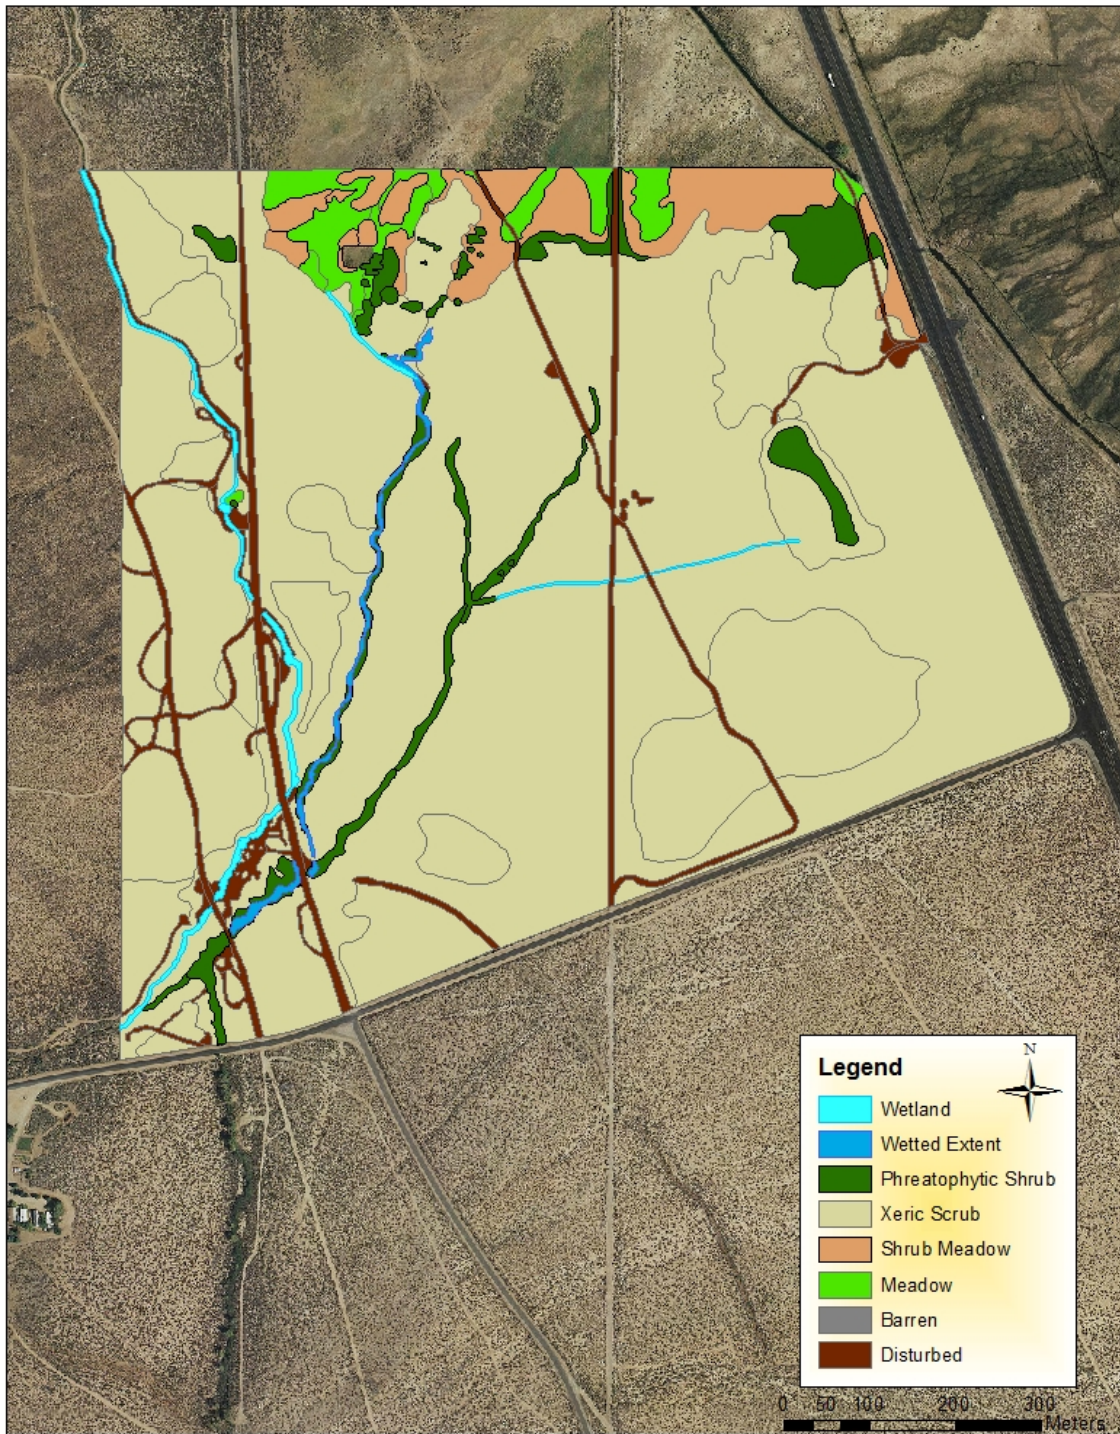 Legend
N
Wetland
Wetted Extent
Phreatophytic Shrub
Xeric Scrub
Shrub Meadow
Meadow
Barren
Disturbed
0 50 100 200 300
Meters